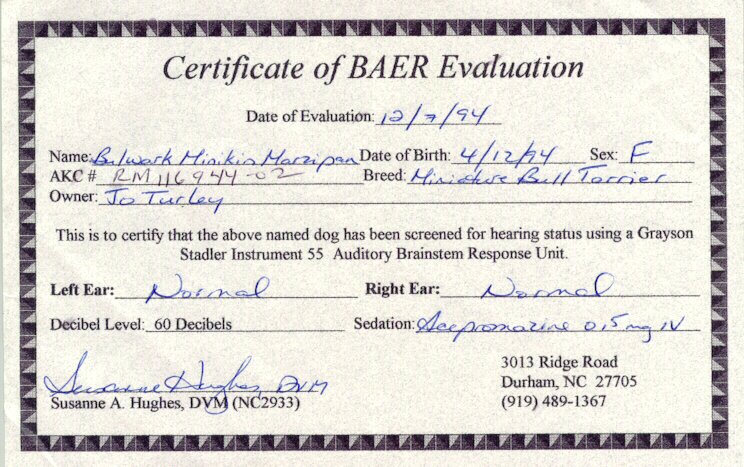 Certificate of BAER Evaluation
Date of Evaluation: 12/7/94
Name: Bulwark Minikin Marzipan Date of Birth: 4/12/94 Sex: F
AKC # RM116944-02 Breed: Miniature Bull Terrier
Owner: Jo Turley
This is to certify that the above named dog has been screened for hearing status using a Grayson
Stadler Instrument 55 Auditory Brainstem Response Unit.
Left Ear: Normal Right Ear: Normal
Decibel Level: 60 Decibels Sedation: Acepromazine 0.5 mg IV
Susanne Hughes, DVM
Susanne A. Hughes, DVM (NC2933)
3013 Ridge Road
Durham, NC 27705
(919) 489-1367